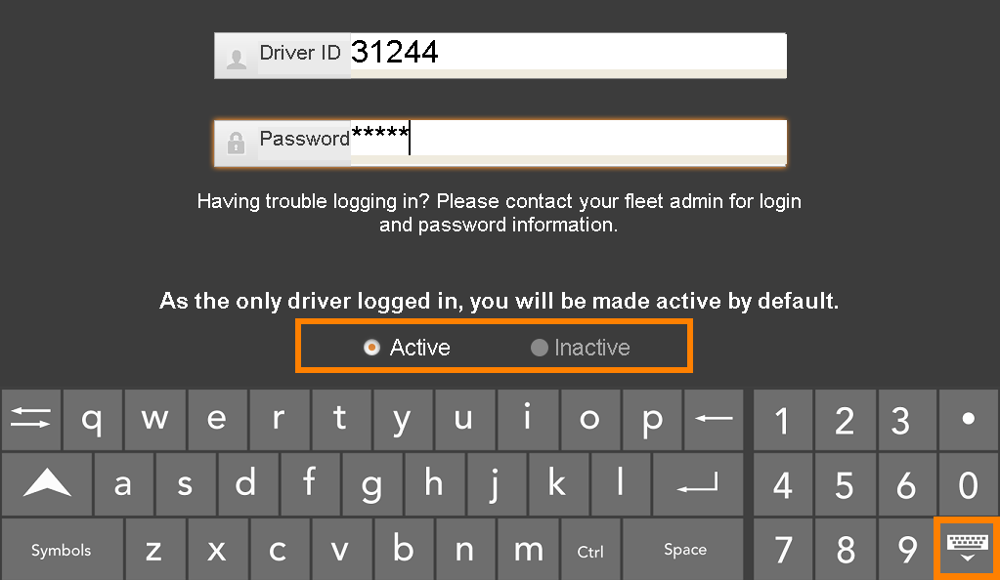 Driver ID 31244
Password *****
Having trouble logging in? Please contact your fleet admin for login
and password information.
As the only driver logged in, you will be made active by default.
Active Inactive
q w e r t y u i o p 1 2 3 •
a s d f g h j k l 4 5 6 0
Symbols z x c v b n m Ctrl Space 7 8 9